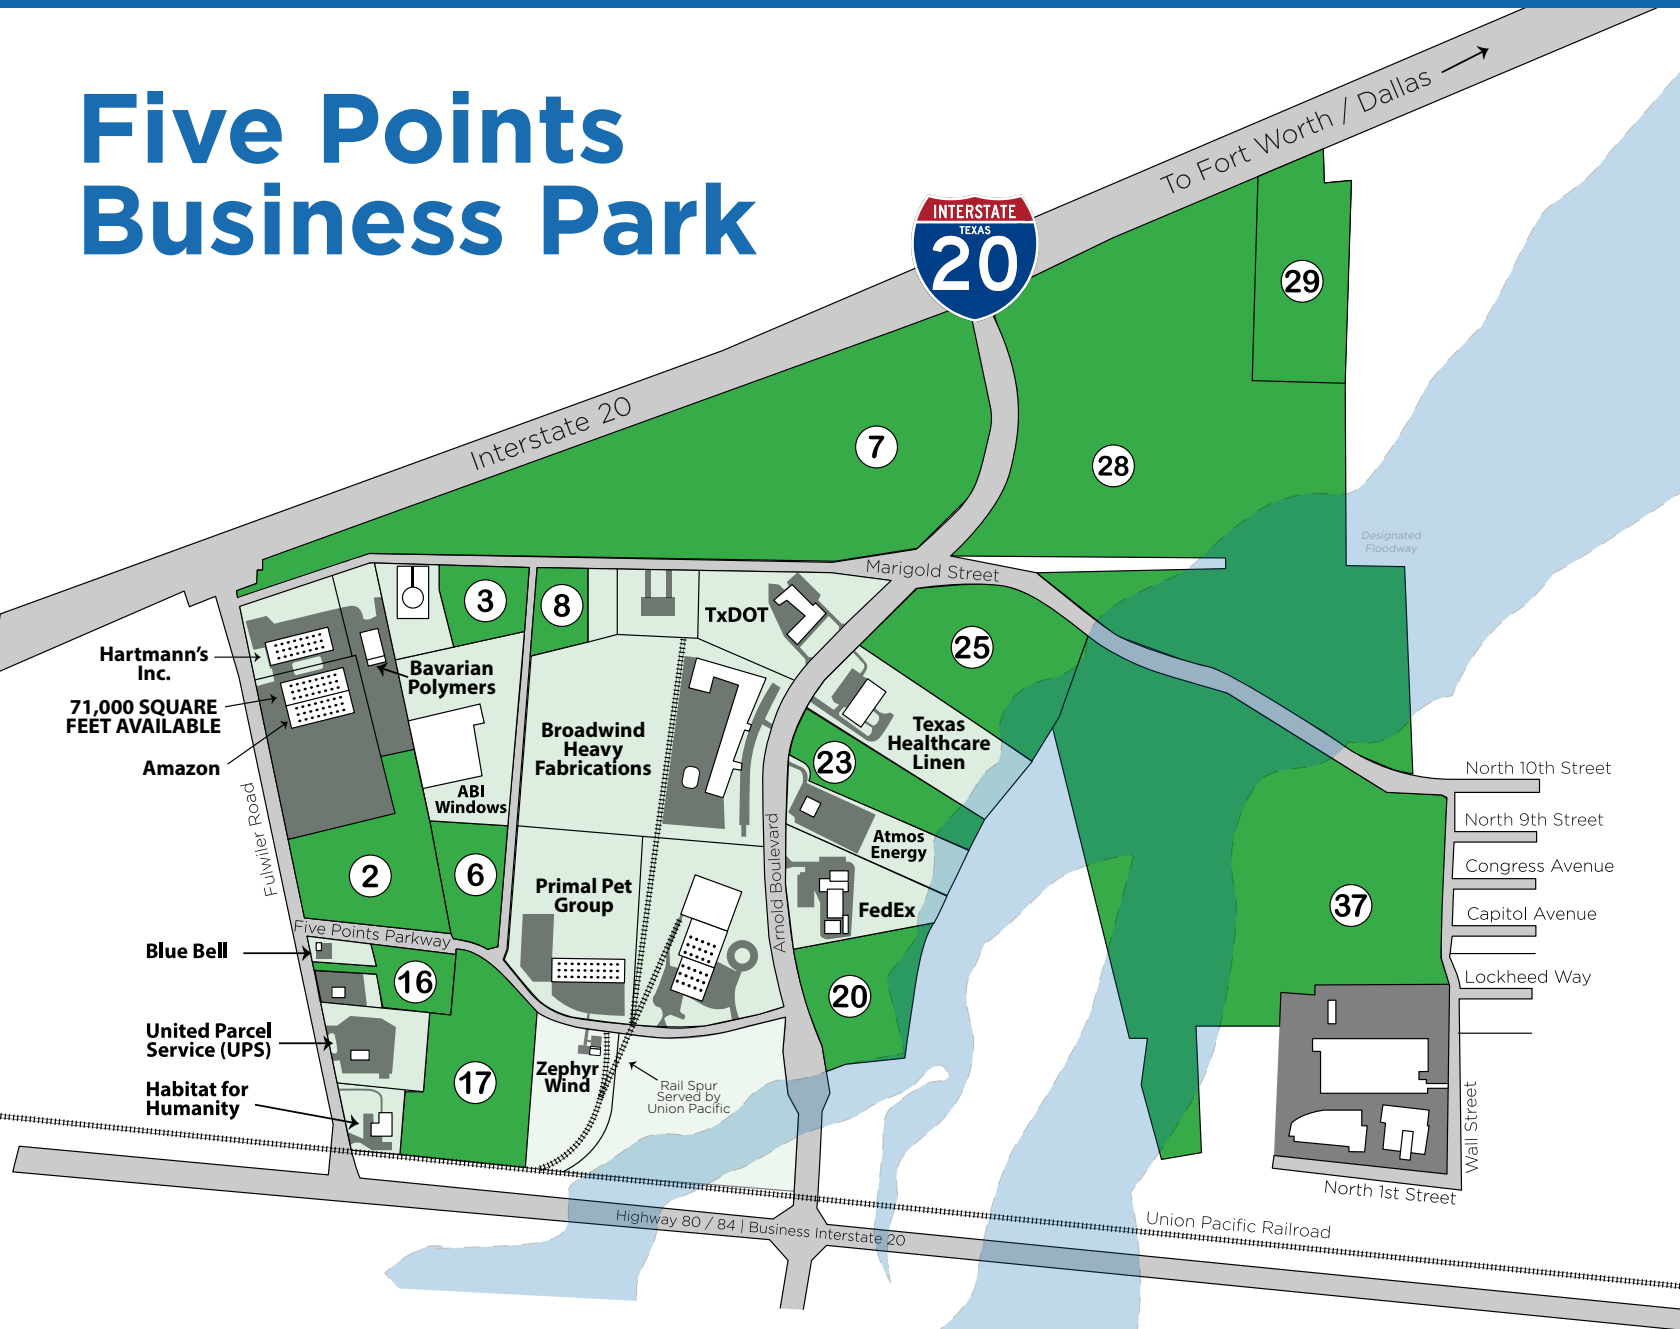 Five Points
Business Park
To Fort Worth / Dallas
INTERSTATE
TEXAS
20
29
Interstate 20
7
28
Designated
Floodway
Marigold Street
3
8
TxDOT
25
Hartmann's
Inc.
Bavarian
Polymers
71,000 SQUARE
FEET AVAILABLE
Amazon
Broadwind
Heavy
Fabrications
Texas
Healthcare
Linen
23
North 10th Street
ABI
Windows
Fulwiler Road
Arnold Boulevard
Atmos
Energy
North 9th Street
Congress Avenue
2
6
Primal Pet
Group
FedEx
37
Capitol Avenue
Five Points Parkway
Blue Bell
16
20
Lockheed Way
United Parcel
Service (UPS)
17
Zephyr
Wind
Rail Spur
Served by
Union Pacific
Habitat for
Humanity
Wall Street
North 1st Street
Union Pacific Railroad
Highway 80 / 84 | Business Interstate 20